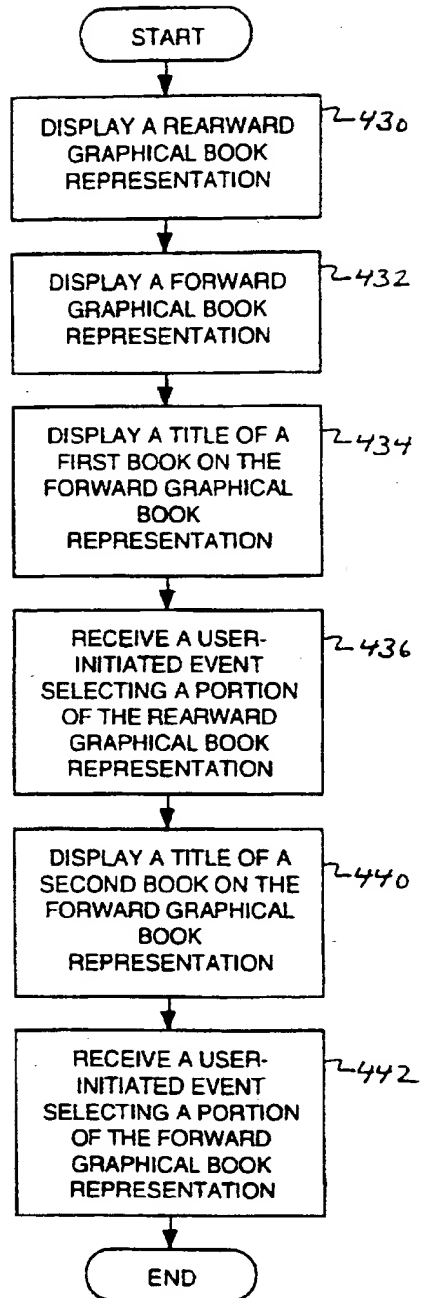 START
DISPLAY A REARWARD
GRAPHICAL BOOK
REPRESENTATION
430
DISPLAY A FORWARD
GRAPHICAL BOOK
REPRESENTATION
432
DISPLAY A TITLE OF A
FIRST BOOK ON THE
FORWARD GRAPHICAL
BOOK
REPRESENTATION
434
RECEIVE A USER-
INITIATED EVENT
SELECTING A PORTION
OF THE REARWARD
GRAPHICAL BOOK
REPRESENTATION
436
DISPLAY A TITLE OF A
SECOND BOOK ON THE
FORWARD GRAPHICAL
BOOK
REPRESENTATION
440
RECEIVE A USER-
INITIATED EVENT
SELECTING A PORTION
OF THE FORWARD
GRAPHICAL BOOK
REPRESENTATION
442
END